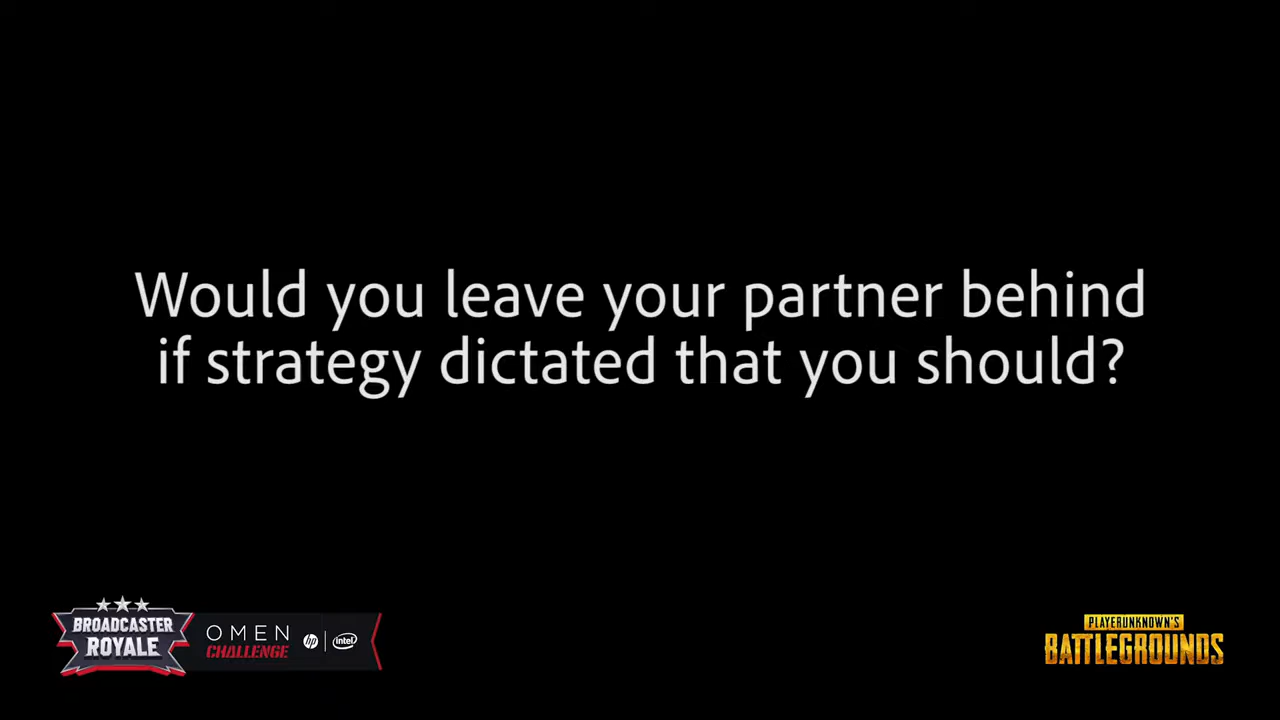 Would you leave your partner behind
if strategy dictated that you should?
BROADCASTER
ROYALE
OMEN
CHALLENGE
hp
intel
PLAYERUNKNOWN'S
BATTLEGROUNDS